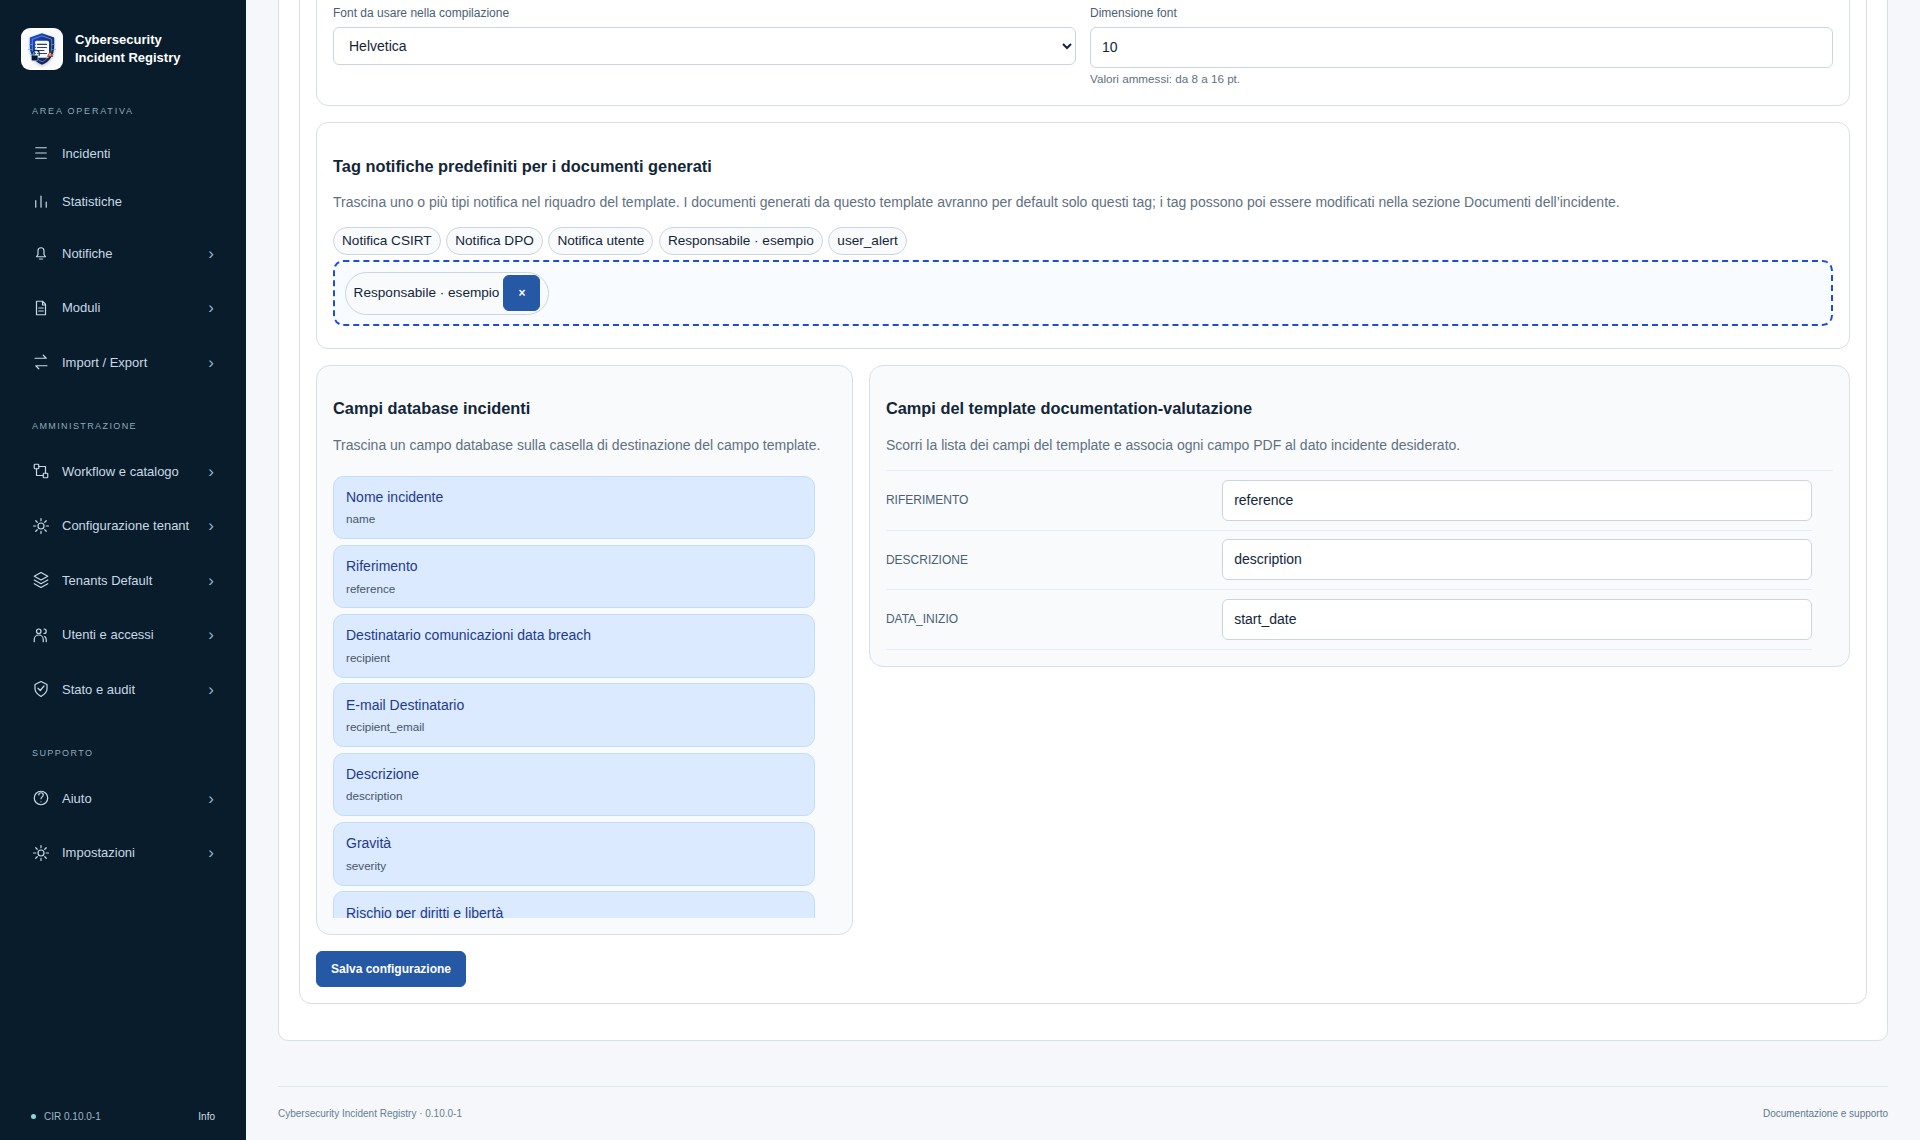 Cybersecurity
Incident Registry
AREA OPERATIVA
Incidenti
Statistiche
Notifiche
Moduli
Import / Export
AMMINISTRAZIONE
Workflow e catalogo
Configurazione tenant
Tenants Default
Utenti e accessi
Stato e audit
SUPPORTO
Aiuto
Impostazioni
CIR 0.10.0-1
Info
Font da usare nella compilazione
Helvetica
Dimensione font
10
Valori ammessi: da 8 a 16 pt.
Tag notifiche predefiniti per i documenti generati
Trascina uno o più tipi notifica nel riquadro del template. I documenti generati da questo template avranno per default solo questi tag; i tag possono poi essere modificati nella sezione Documenti dell’incidente.
Notifica CSIRT
Notifica DPO
Notifica utente
Responsabile · esempio
user_alert
Responsabile · esempio ×
Campi database incidenti
Trascina un campo database sulla casella di destinazione del campo template.
Nome incidente
name
Riferimento
reference
Destinatario comunicazioni data breach
recipient
E-mail Destinatario
recipient_email
Descrizione
description
Gravità
severity
Rischio per diritti e libertà
Campi del template documentation-valutazione
Scorri la lista dei campi del template e associa ogni campo PDF al dato incidente desiderato.
RIFERIMENTO
reference
DESCRIZIONE
description
DATA_INIZIO
start_date
Salva configurazione
Cybersecurity Incident Registry · 0.10.0-1
Documentazione e supporto